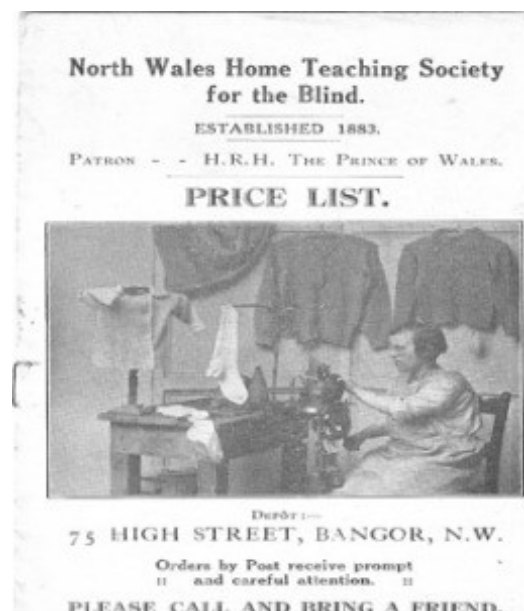 North Wales Home Teaching Society
for the Blind.
ESTABLISHED 1883.
PATRON - - H.R.H. THE PRINCE OF WALES.
PRICE LIST.
DEPÔT:—
75 HIGH STREET, BANGOR, N.W.
Orders by Post receive prompt
:: and careful attention. ::
PLEASE CALL AND BRING A FRIEND.